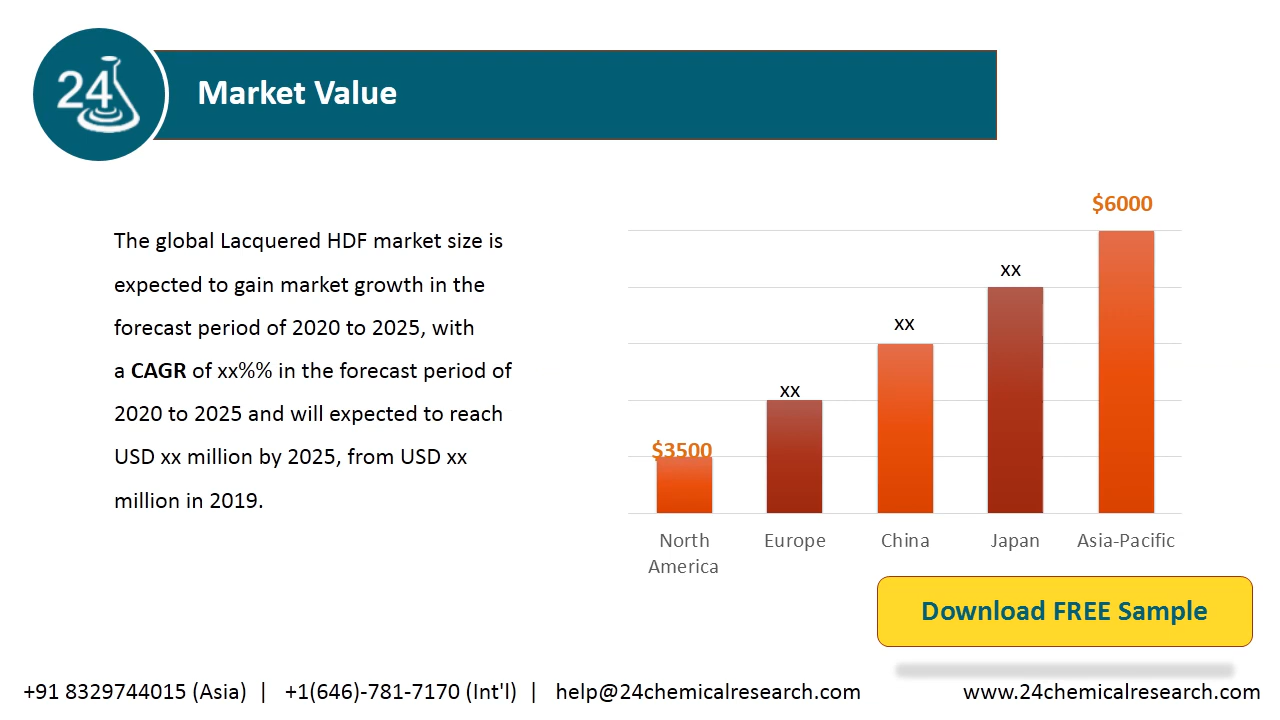 24
Market Value
The global Lacquered HDF market size is
expected to gain market growth in the
forecast period of 2020 to 2025, with
a CAGR of xx%% in the forecast period of
2020 to 2025 and will expected to reach
USD xx million by 2025, from USD xx
million in 2019.
$3500
xx
xx
xx
$6000
North
America
Europe
China
Japan
Asia-Pacific
Download FREE Sample
+91 8329744015 (Asia) | +1(646)-781-7170 (Int'l) | help@24chemicalresearch.com
www.24chemicalresearch.com